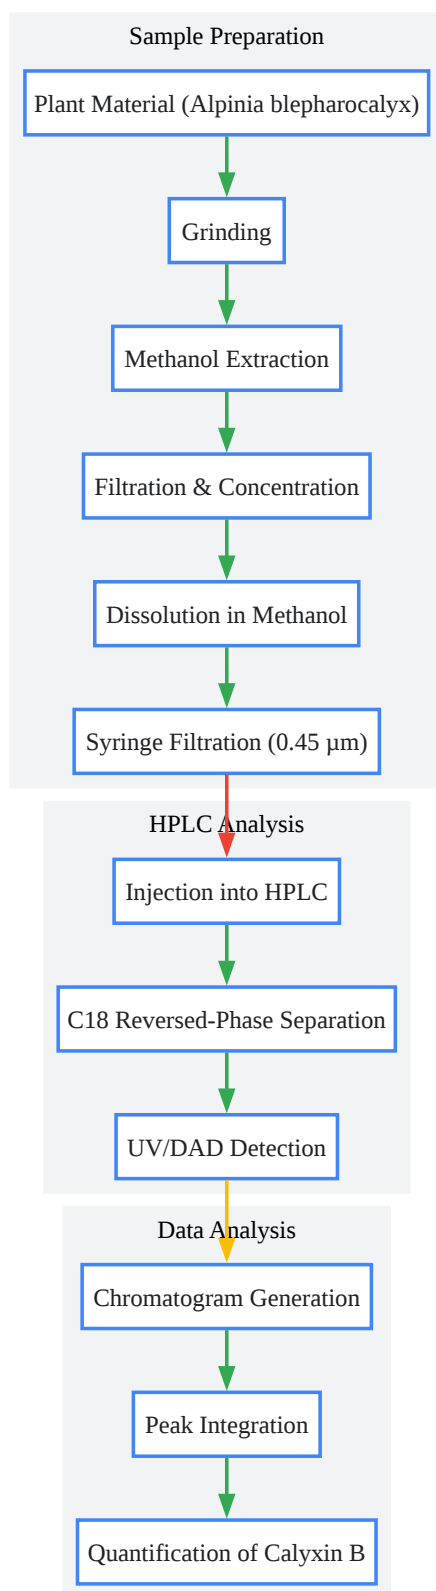 Sample Preparation
Plant Material (Alpinia blepharocalyx)
Grinding
Methanol Extraction
Filtration & Concentration
Dissolution in Methanol
Syringe Filtration (0.45 µm)
HPLC Analysis
Injection into HPLC
C18 Reversed-Phase Separation
UV/DAD Detection
Data Analysis
Chromatogram Generation
Peak Integration
Quantification of Calyxin B